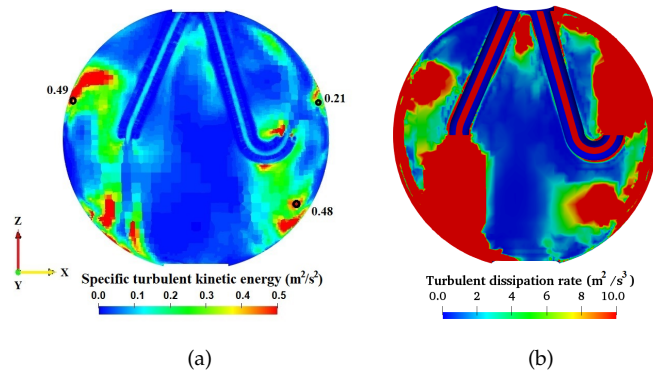 0.49
0.21
0.48
Z
X
Y
Specific turbulent kinetic energy (m²/s²)
0.0 0.1 0.2 0.3 0.4 0.5
Turbulent dissipation rate (m² /s³ )
0.0 2 4 6 8 10.0
(a)
(b)